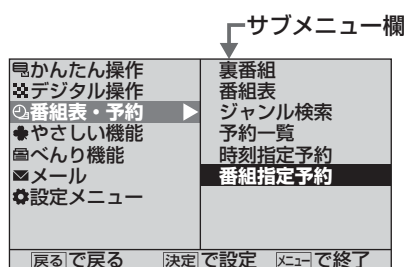 サブメニュー欄
かんたん操作
デジタル操作
番組表・予約
やさしい機能
べんり機能
メール
設定メニュー
裏番組
番組表
ジャンル検索
予約一覧
時刻指定予約
番組指定予約
戻るで戻る 決定で設定 メニューで終了